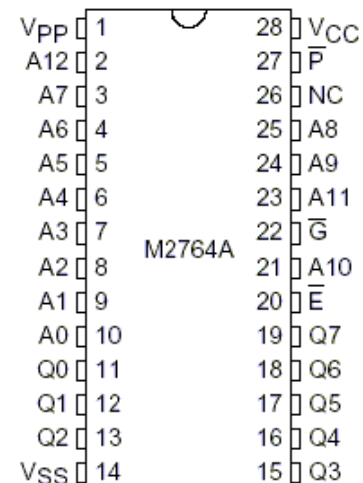 VPP 1 28 VCC
A12 2 27 P̅
A7 3 26 NC
A6 4 25 A8
A5 5 24 A9
A4 6 23 A11
A3 7 22 G̅
M2764A
A2 8 21 A10
A1 9 20 E̅
A0 10 19 Q7
Q0 11 18 Q6
Q1 12 17 Q5
Q2 13 16 Q4
VSS 14 15 Q3